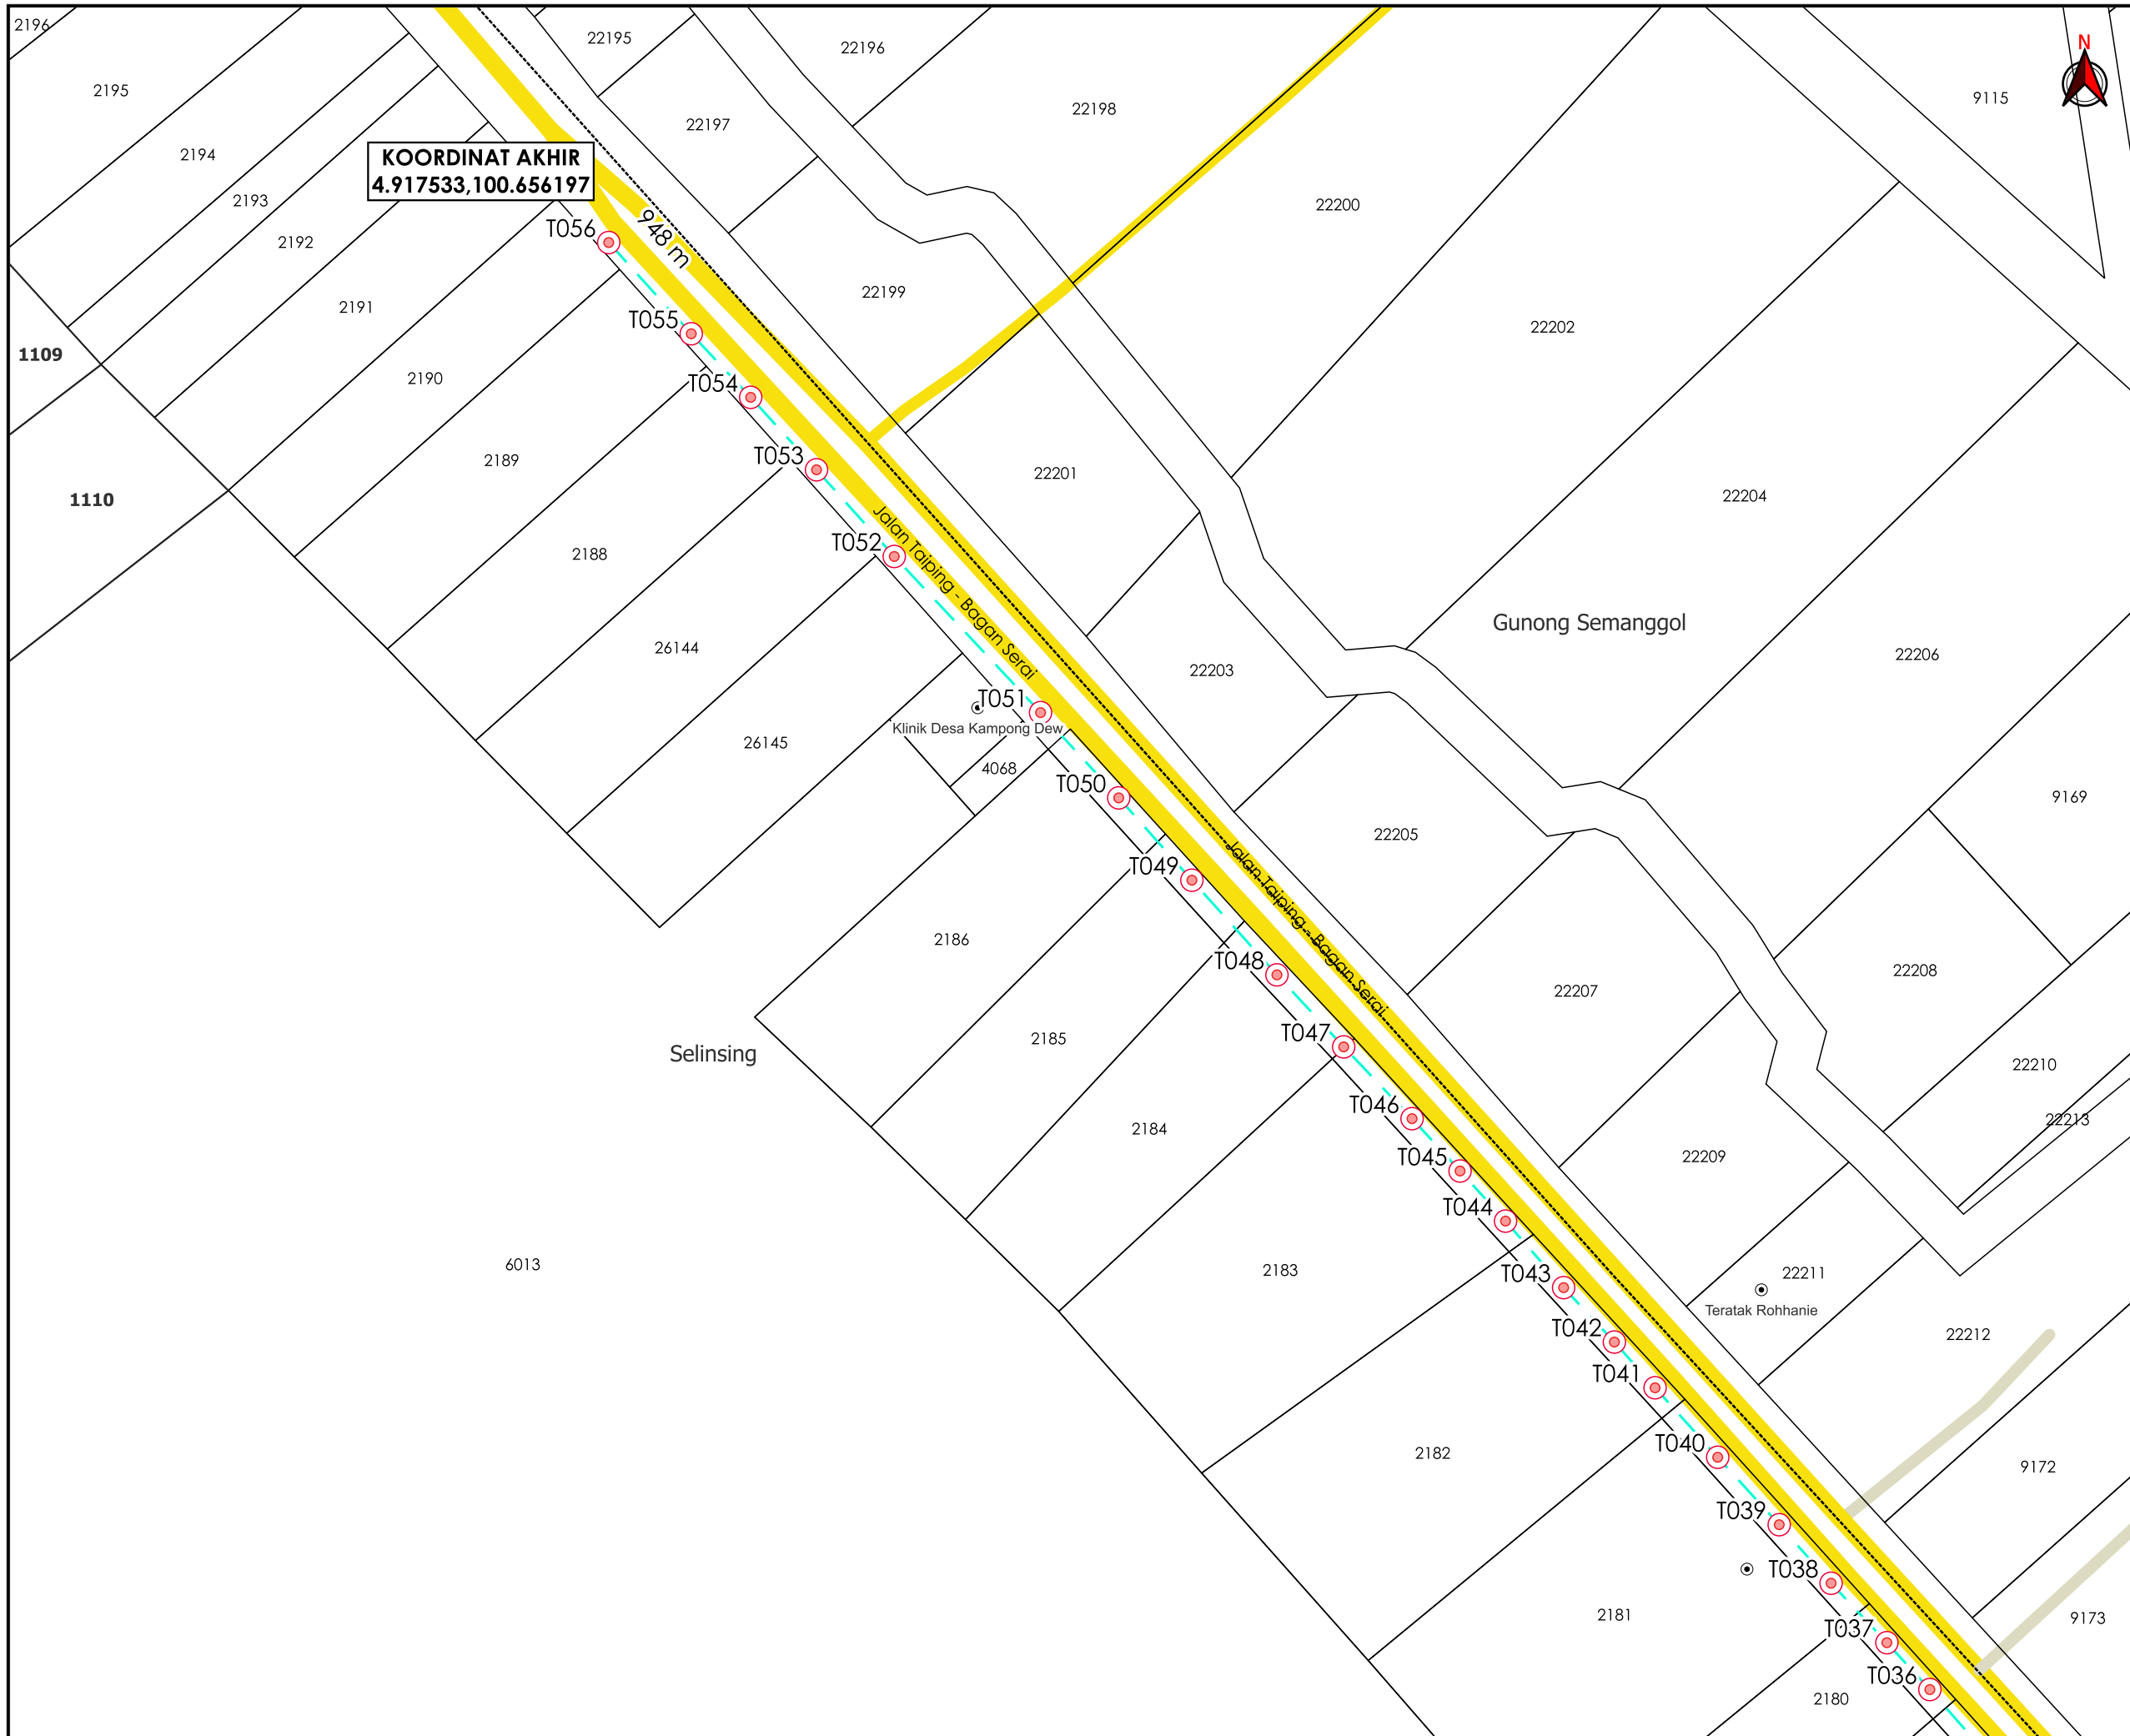 2196
22195
22196
N
2195
22197
22198
9115
2194
KOORDINAT AKHIR
4.917533,100.656197
2193
22200
T056
948 m
2192
22199
2191
T055
22202
1109
2190
T054
2189
T053
22201
1110
22204
2188
T052
Jalan Taiping - Bagan Serai
Gunong Semanggol
26144
22203
22206
T051
Klinik Desa Kampong Dew
26145
4068
T050
9169
22205
T049
Jalan Taiping - Bagan Serai
2186
T048
22208
22207
2185
T047
Selinsing
22210
T046
22213
2184
T045
22209
T044
6013
2183
T043
22211
Teratak Rohhanie
T042
22212
T041
2182
T040
9172
T039
T038
2181
9173
T037
T036
2180